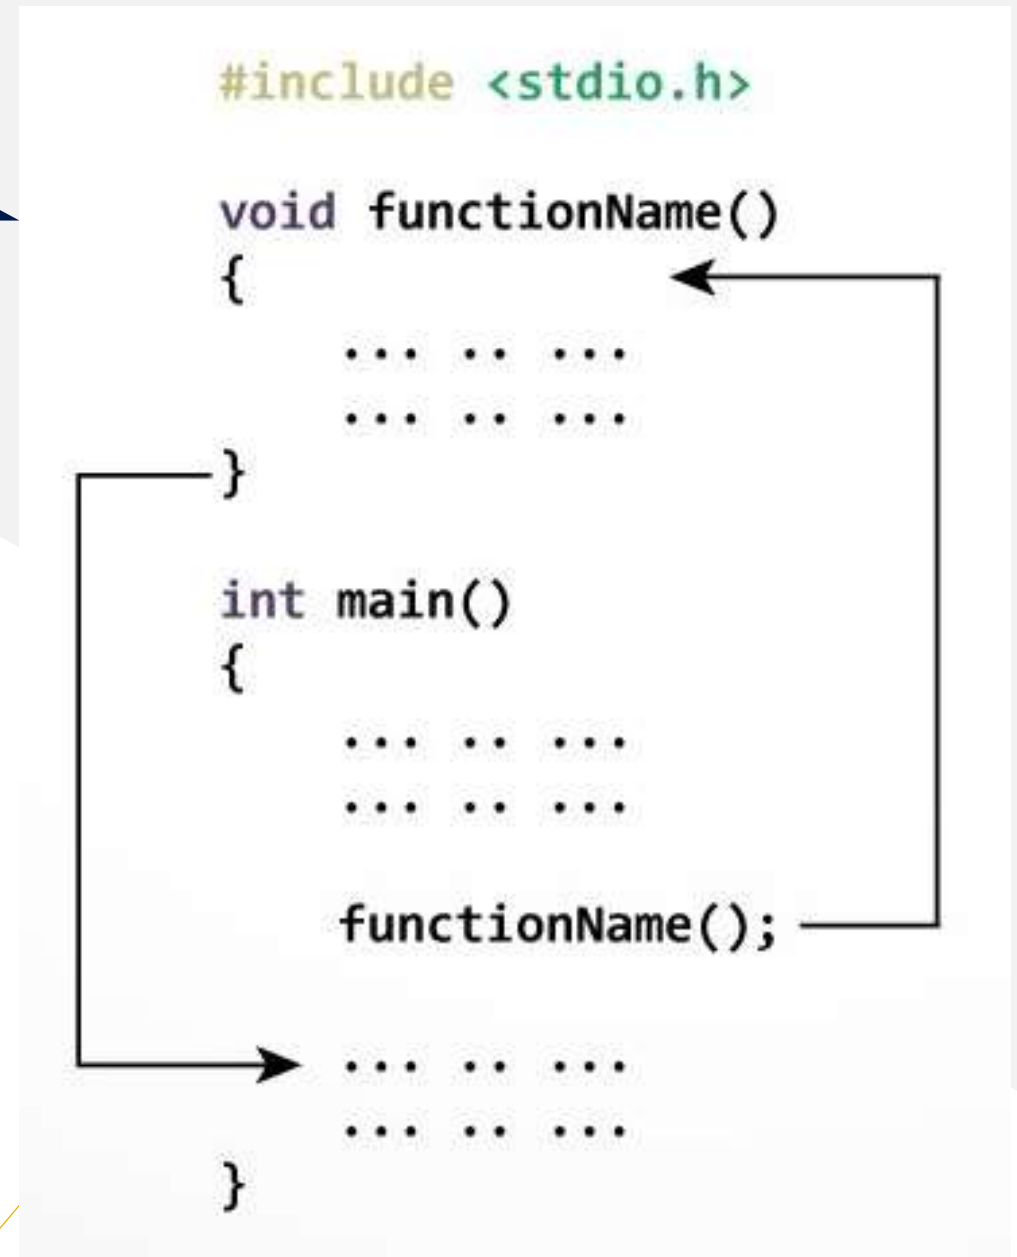 #include <stdio.h>
void functionName()
{
... .. ...
... .. ...
}
int main()
{
... .. ...
... .. ...
functionName();
... .. ...
... .. ...
}